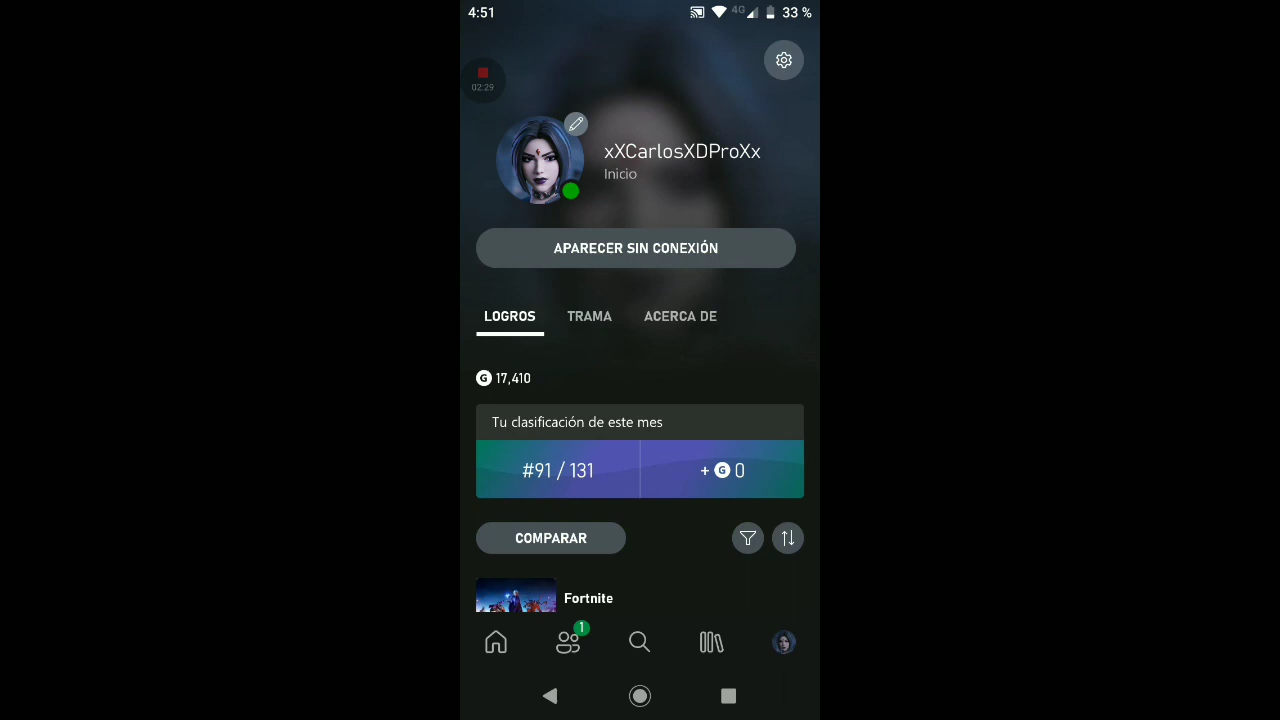 4:51
4G
33 %
02:29
xXCarlosXDProXx
Inicio
APARECER SIN CONEXIÓN
LOGROS TRAMA ACERCA DE
G 17,410
Tu clasificación de este mes
#91 / 131
+ G 0
COMPARAR
Fortnite
1